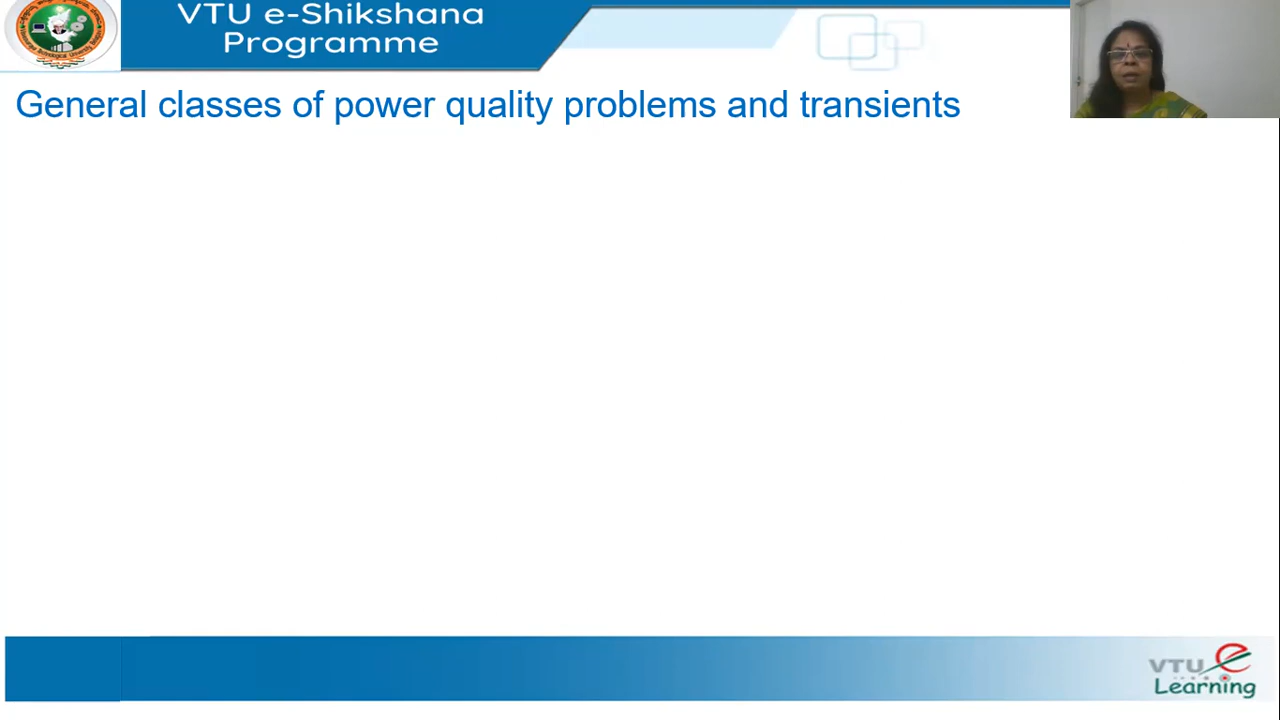 VTU e-Shikshana
Programme
General classes of power quality problems and transients
VTU e
Learning